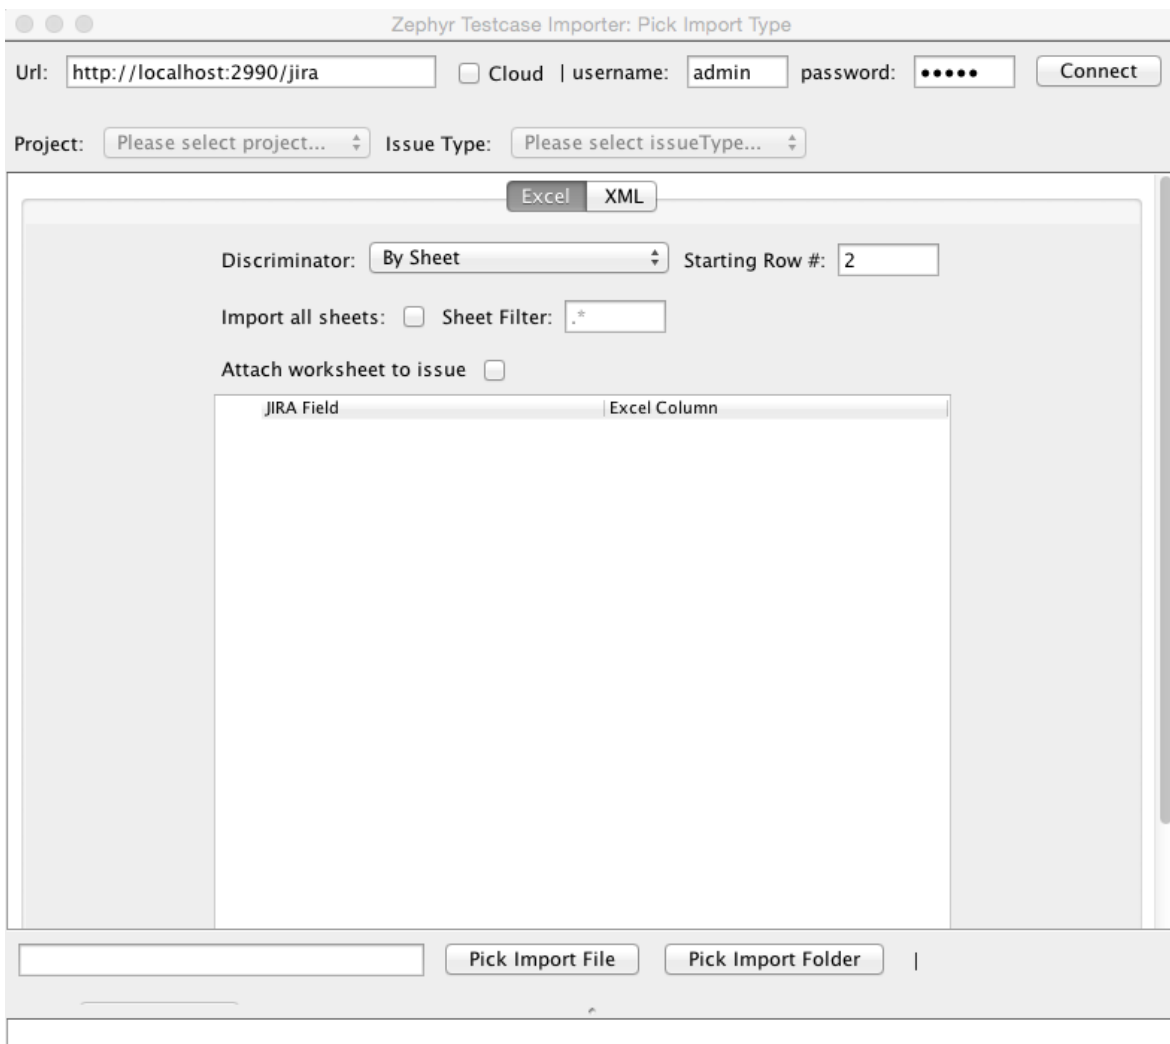 Zephyr Testcase Importer: Pick Import Type
Url: http://localhost:2990/jira Cloud | username: admin password: ••••• Connect
Project: Please select project... Issue Type: Please select issueType...
Excel XML
Discriminator: By Sheet Starting Row #: 2
Import all sheets: Sheet Filter: .*
Attach worksheet to issue
JIRA Field Excel Column
Pick Import File Pick Import Folder |